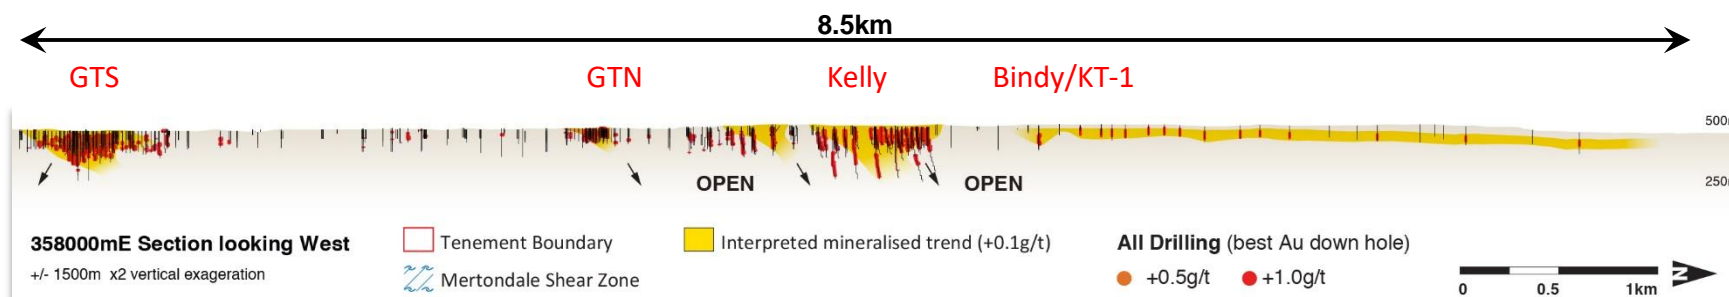 8.5km
GTS GTN Kelly Bindy/KT-1
500m
OPEN OPEN
250m
358000mE Section looking West
+/- 1500m x2 vertical exageration
Tenement Boundary
Mertondale Shear Zone
Interpreted mineralised trend (+0.1g/t)
All Drilling (best Au down hole)
+0.5g/t +1.0g/t
0 0.5 1km
N